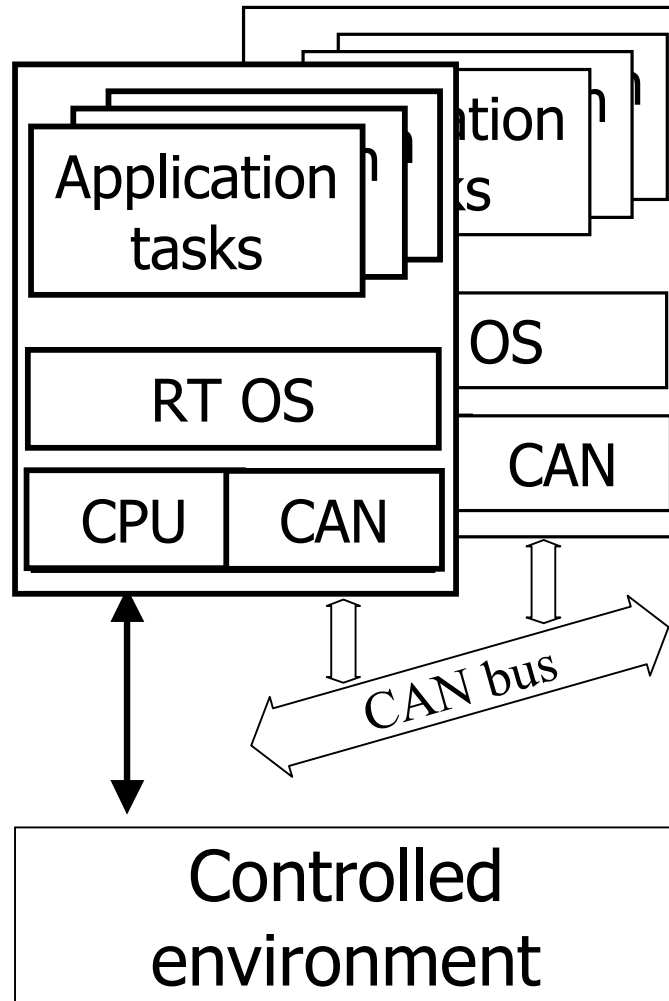 Application
tasks
n
n
ation
ks
RT OS
OS
CPU
CAN
CAN
CAN bus
Controlled
environment